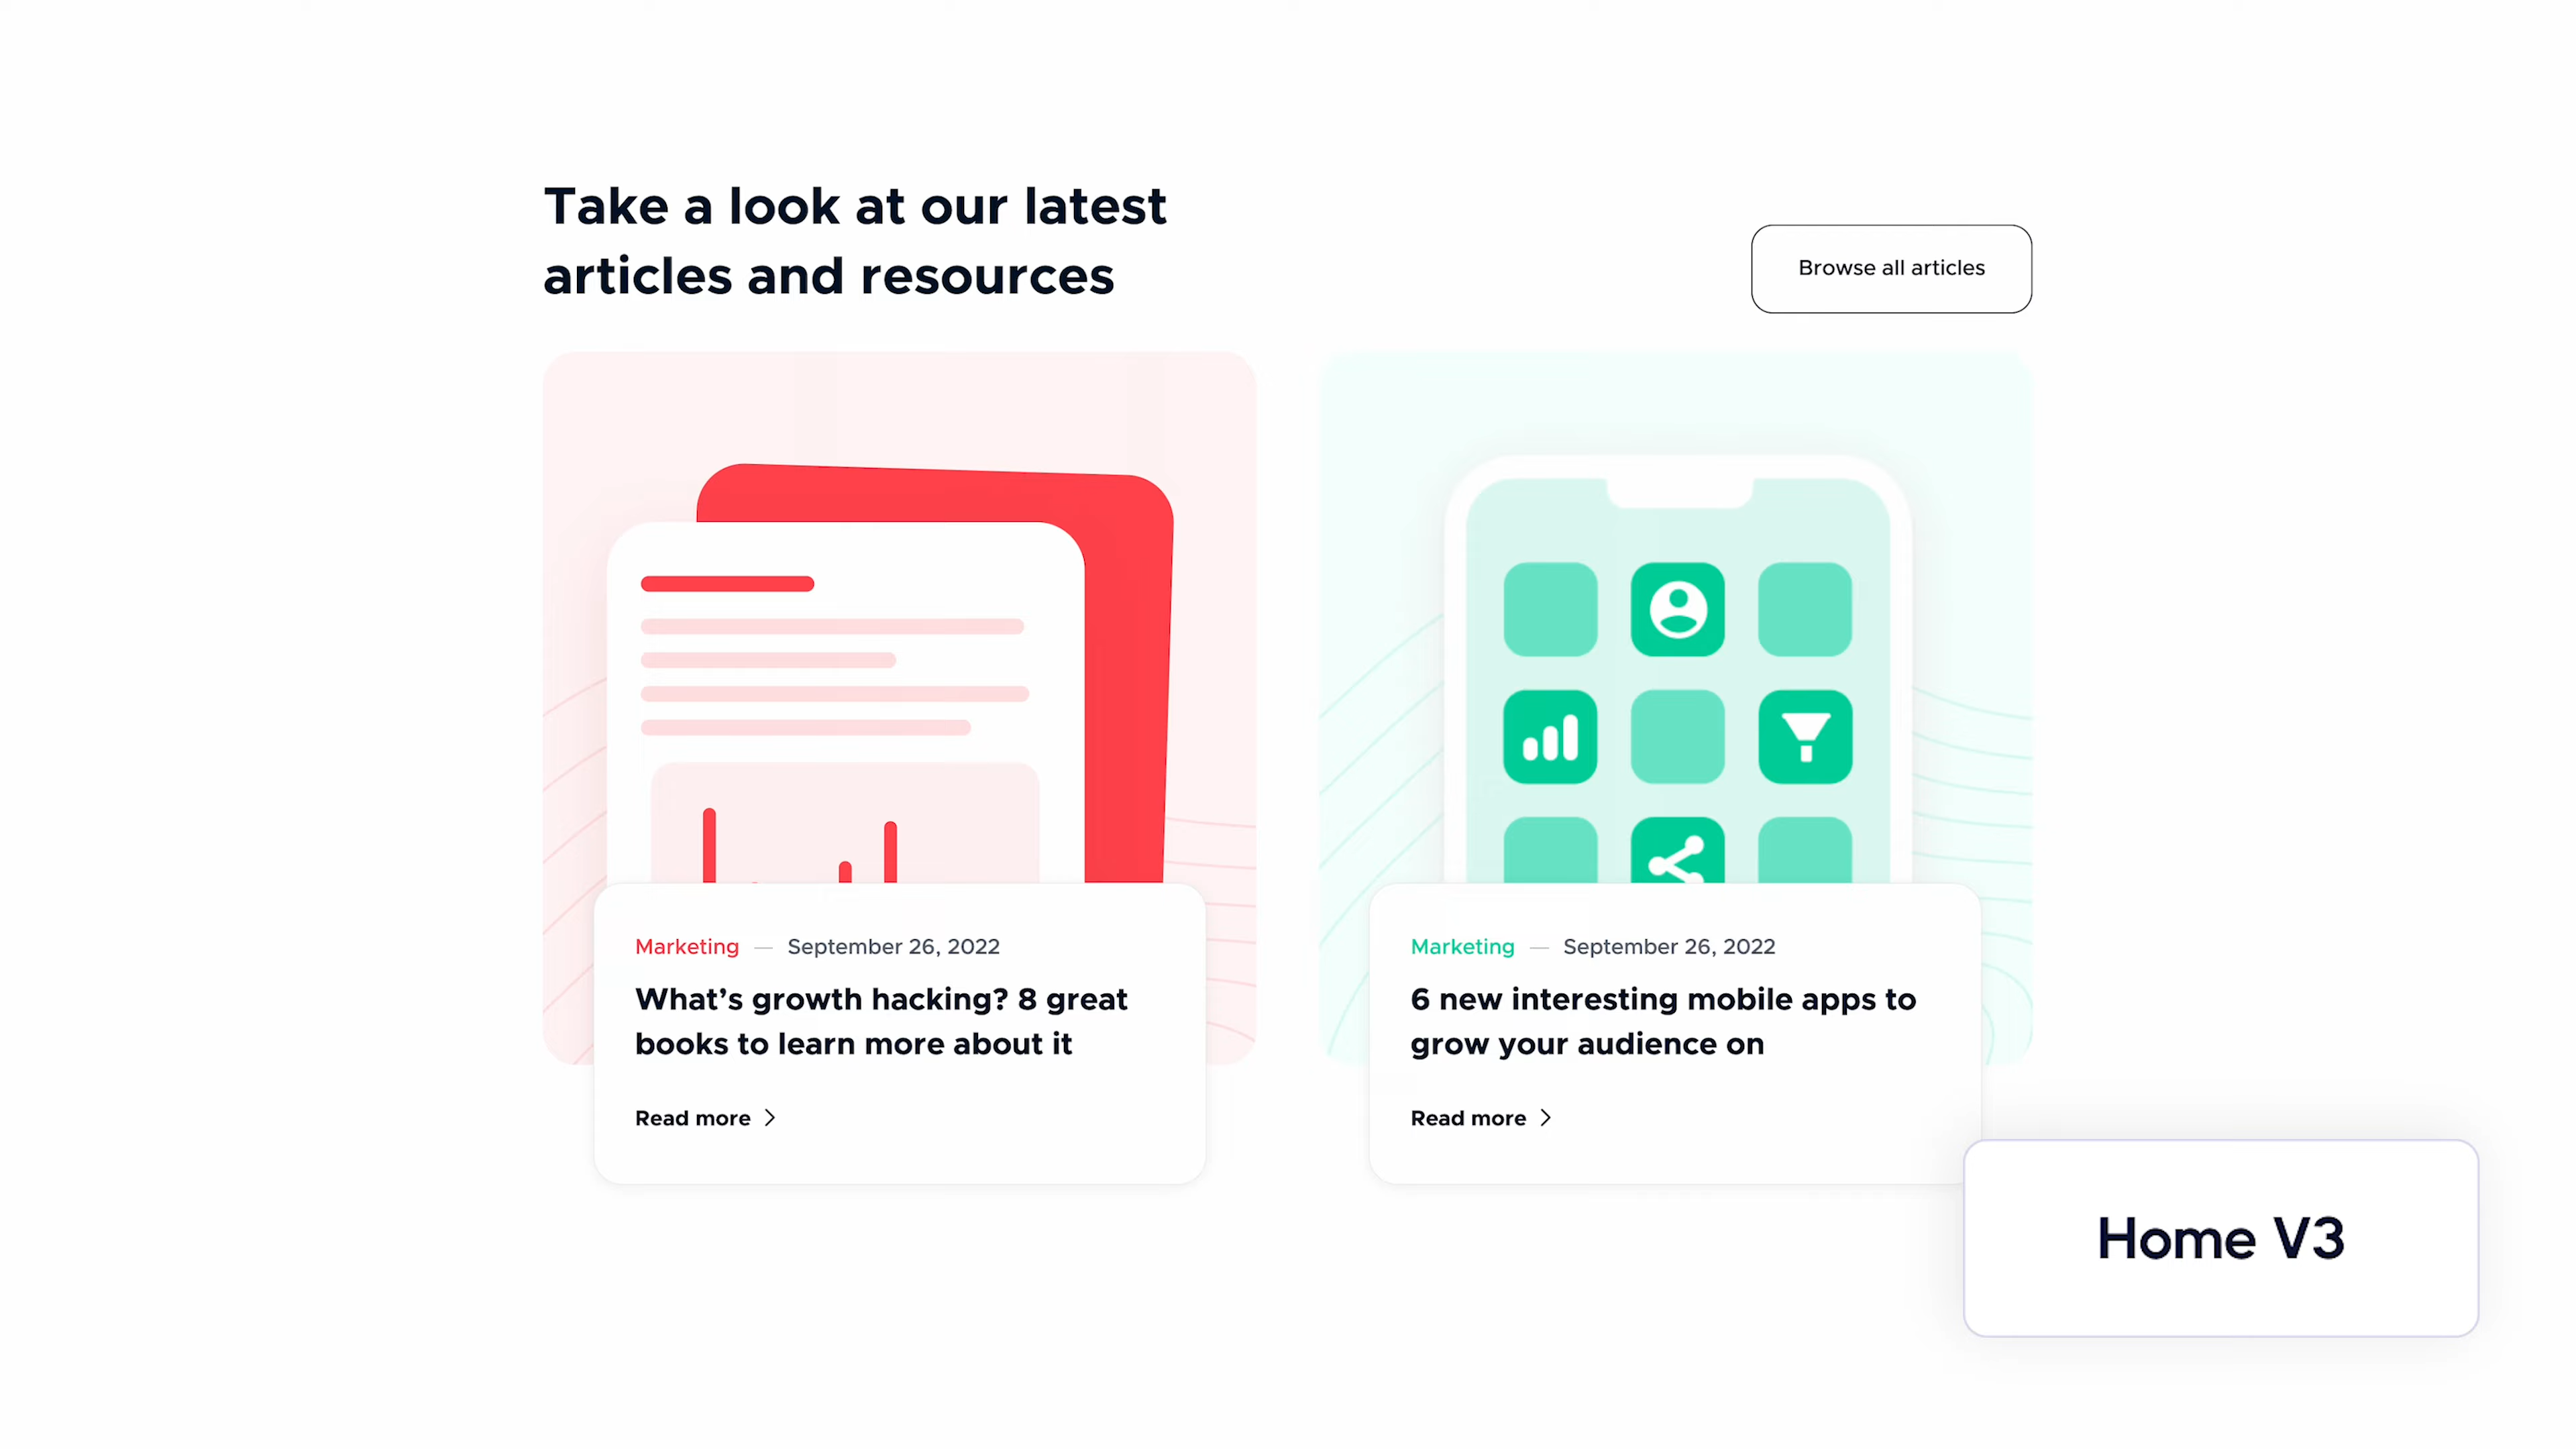 Take a look at our latest
articles and resources
Browse all articles
Marketing — September 26, 2022
What’s growth hacking? 8 great
books to learn more about it
Read more
Marketing — September 26, 2022
6 new interesting mobile apps to
grow your audience on
Read more
Home V3